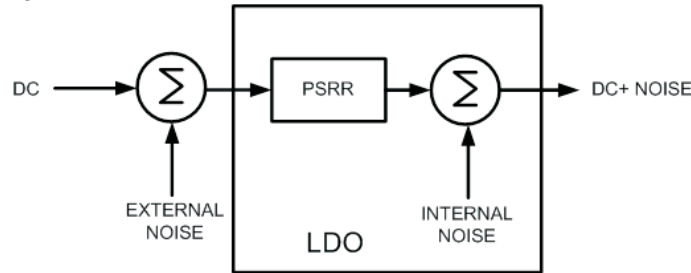 DC
Σ
PSRR
Σ
DC+ NOISE
EXTERNAL
NOISE
INTERNAL
NOISE
LDO